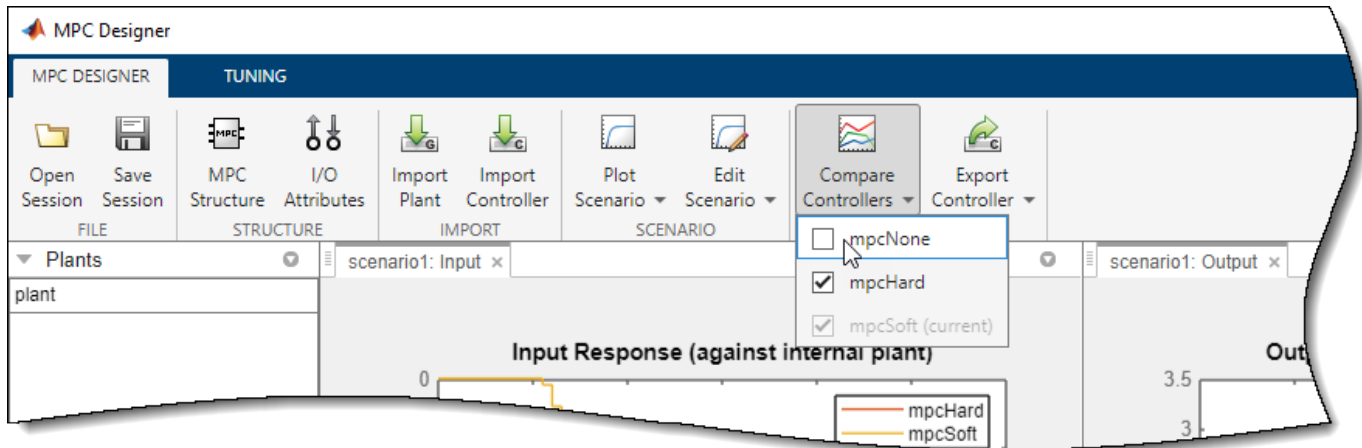 MPC Designer
MPC DESIGNER TUNING
Open Session
Save Session
MPC Structure
I/O Attributes
Import Plant
Import Controller
Plot Scenario
Edit Scenario
Compare Controllers
Export Controller
FILE STRUCTURE IMPORT SCENARIO
mpcNone
mpcHard
mpcSoft (current)
Plants
plant
scenario1: Input
Input Response (against internal plant)
0
mpcHard
mpcSoft
scenario1: Output
3.5
3